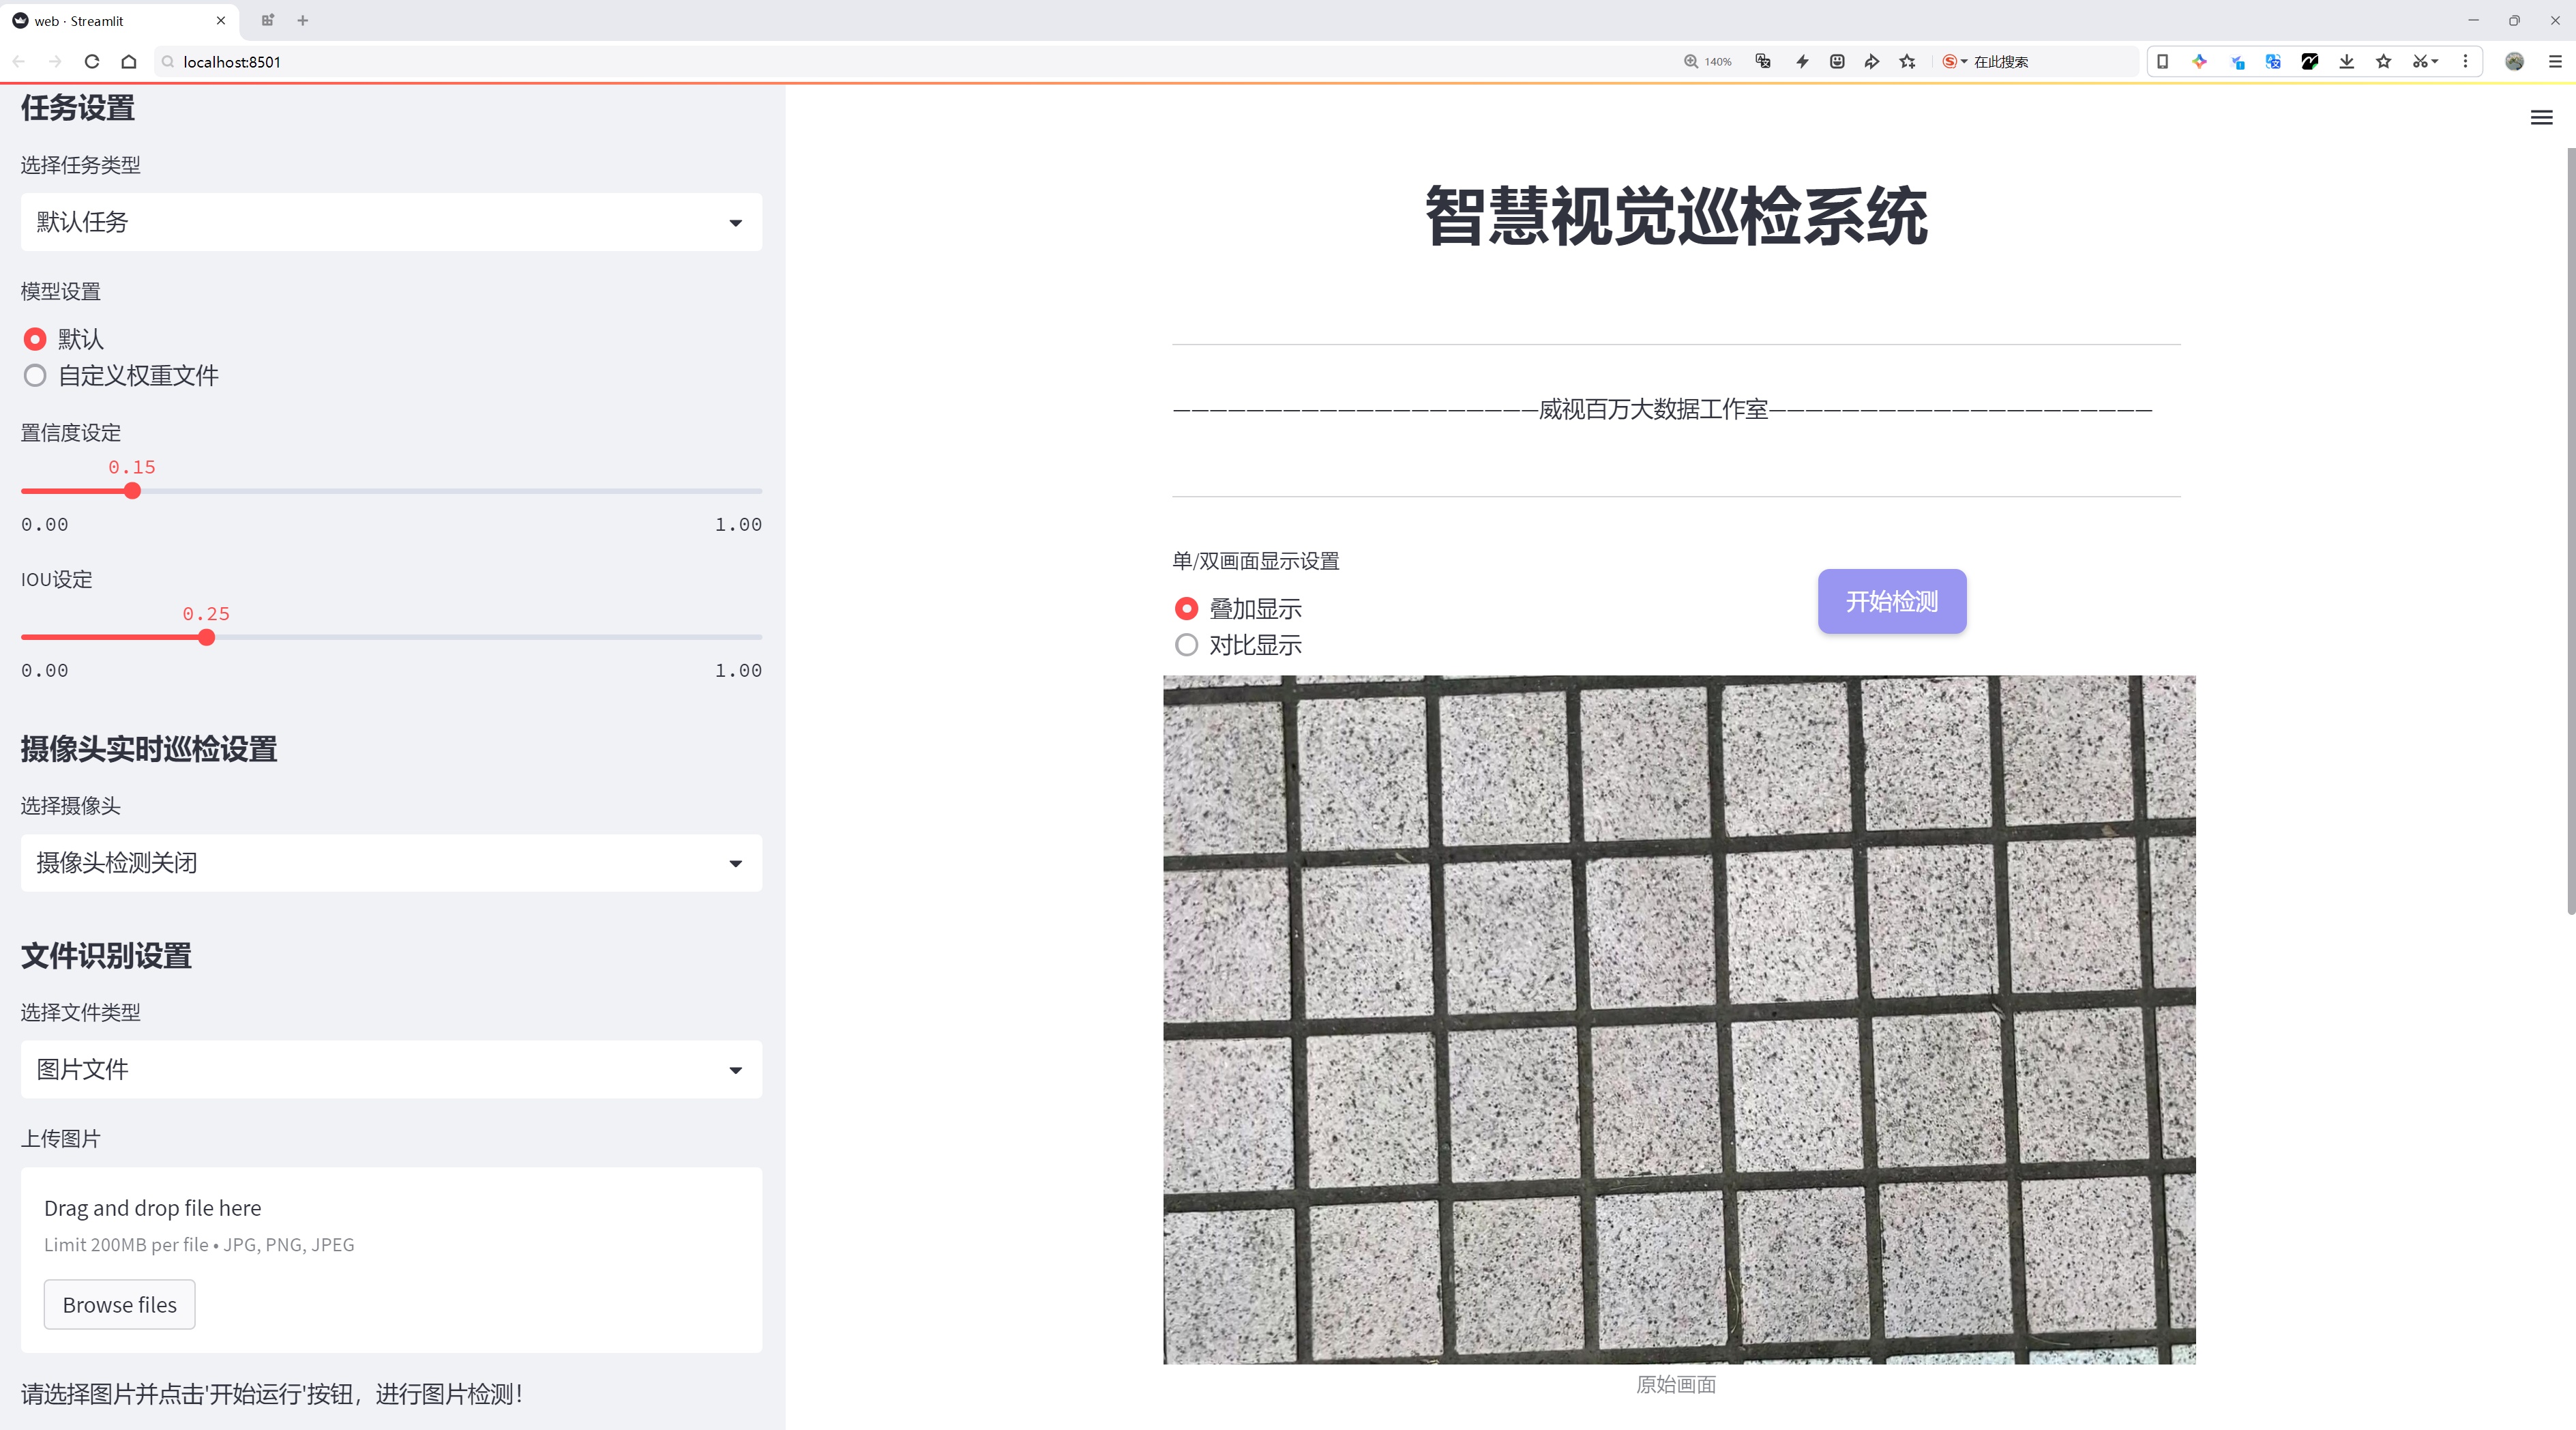 web · Streamlit
localhost:8501
140%
在此搜索
任务设置
选择任务类型
默认任务
模型设置
默认
自定义权重文件
置信度设定
0.15
0.00
1.00
IOU设定
0.25
0.00
1.00
摄像头实时巡检设置
选择摄像头
摄像头检测关闭
文件识别设置
选择文件类型
图片文件
上传图片
Drag and drop file here
Limit 200MB per file • JPG, PNG, JPEG
Browse files
请选择图片并点击'开始运行'按钮，进行图片检测！
智慧视觉巡检系统
————————————————————威视百万大数据工作室—————————————————————
单/双画面显示设置
叠加显示
对比显示
开始检测
原始画面